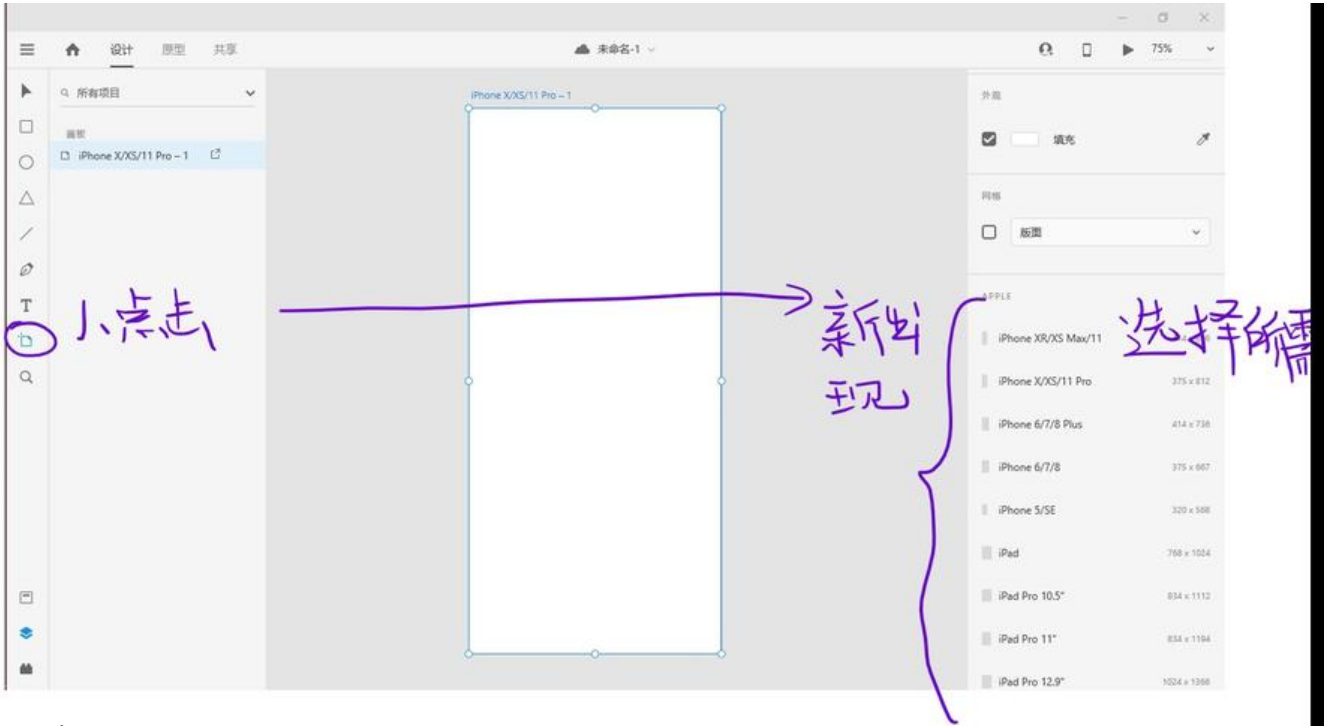 设计 原型 共享 未命名-1 75%
所有项目
画板
iPhone X/XS/11 Pro – 1
iPhone X/XS/11 Pro – 1
外观
填充
网格
版面
APPLE
iPhone XR/XS Max/11
iPhone X/XS/11 Pro 375 x 812
iPhone 6/7/8 Plus 414 x 736
iPhone 6/7/8 375 x 667
iPhone 5/SE 320 x 568
iPad 768 x 1024
iPad Pro 10.5" 834 x 1112
iPad Pro 11" 834 x 1194
iPad Pro 12.9" 1024 x 1366
T
1、点击
新出
现
选择所需